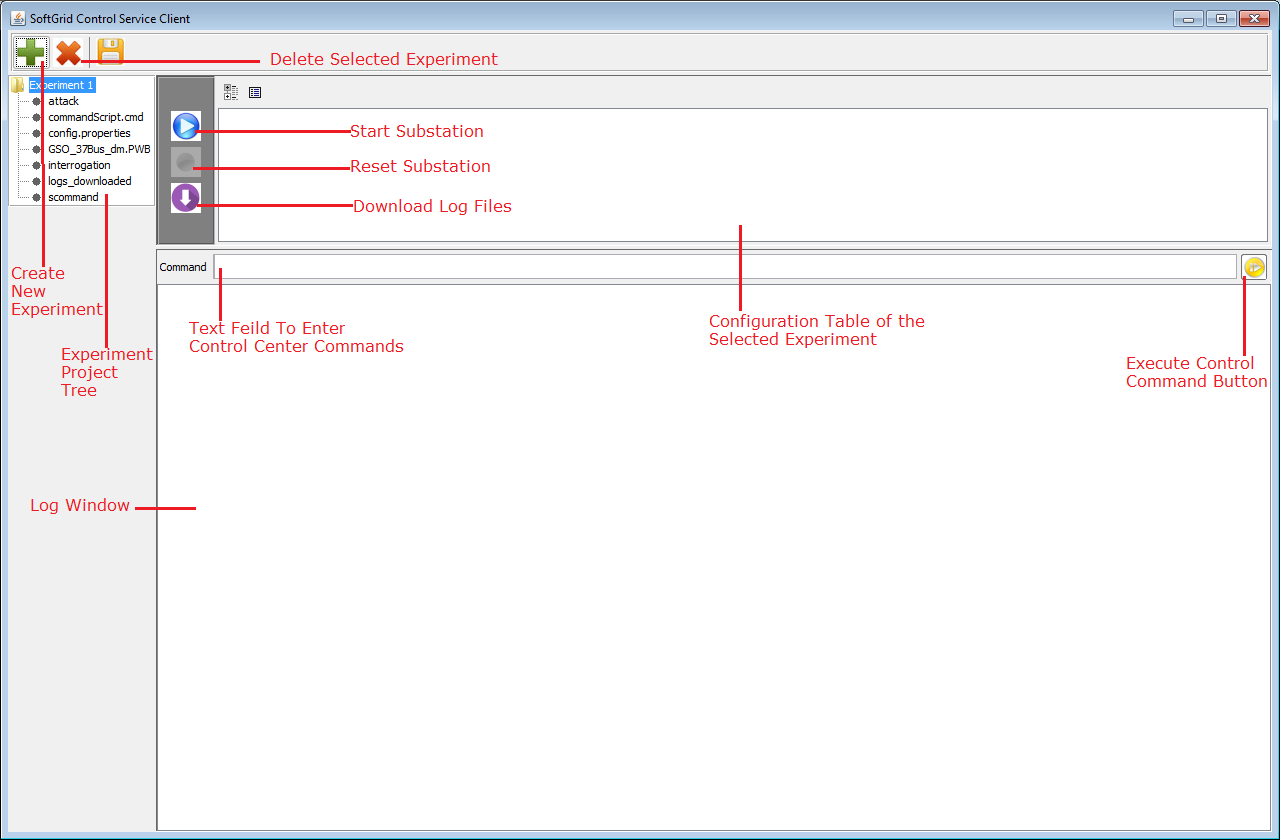 SoftGrid Control Service Client
Delete Selected Experiment
Experiment 1
attack
commandScript.cmd
config.properties
GSO_37Bus_dm.PWB
interrogation
logs_downloaded
scommand
Start Substation
Reset Substation
Download Log Files
Create
New
Experiment
Command
Text Feild To Enter
Control Center Commands
Configuration Table of the
Selected Experiment
Experiment
Project
Tree
Execute Control
Command Button
Log Window